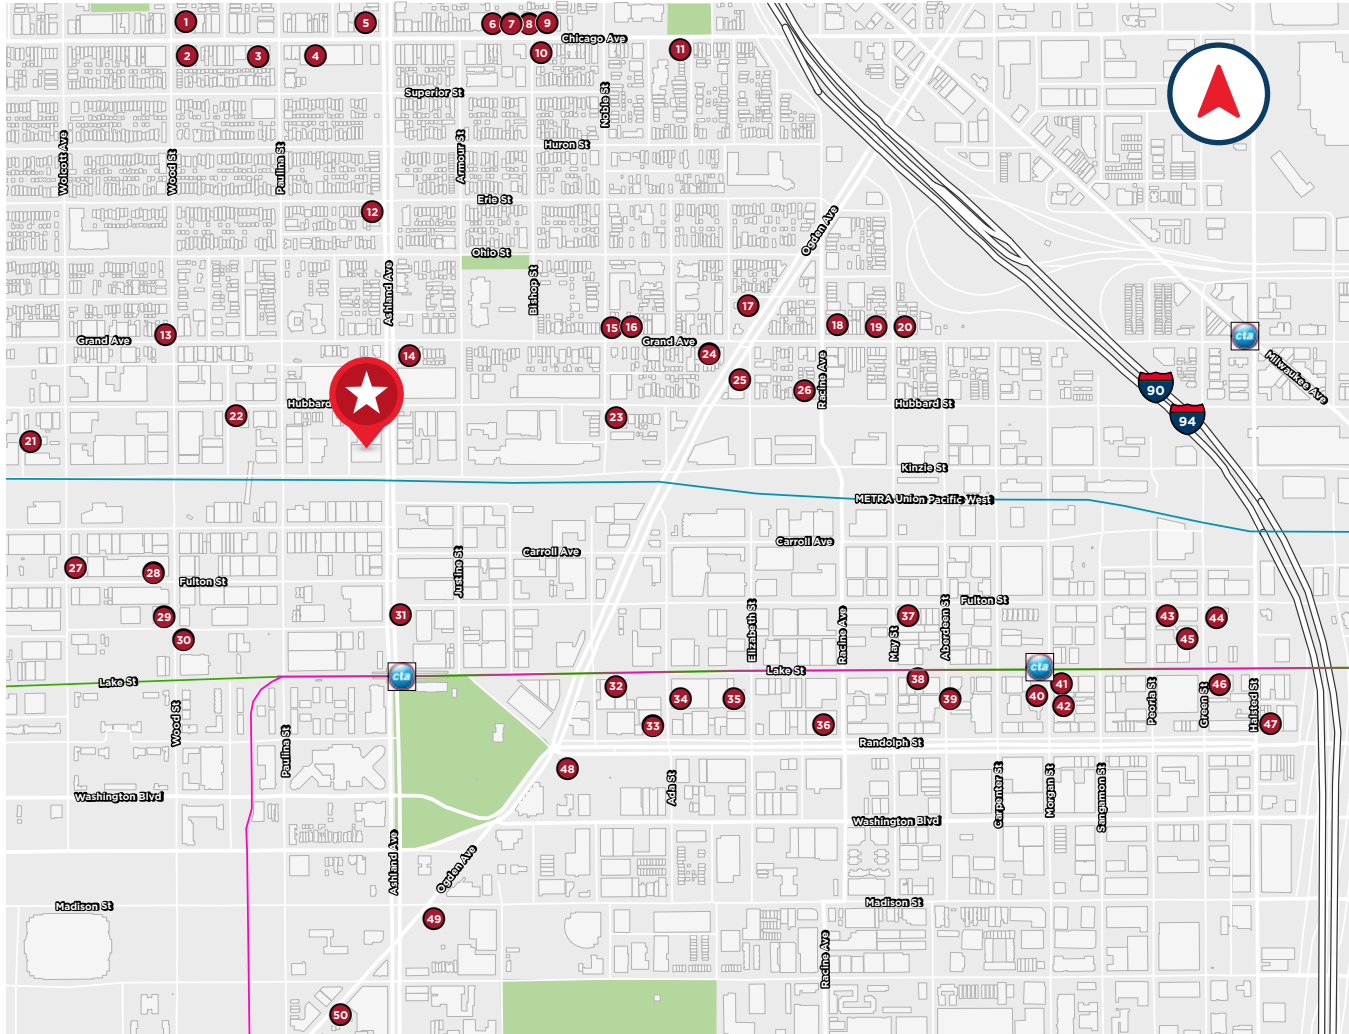 1
5
6
7
8
9
Chicago Ave
2
3
4
10
11
Superior St
Noble St
Armour St
Huron St
Wolcott Ave
Wood St
Paulina St
Erie St
12
Ogden Ave
Ohio St
Ashland Ave
Bishop St
17
13
Grand Ave
15
16
Grand Ave
18
19
20
cta
14
24
Milwaukee Ave
25
26
Racine Ave
90
Hubbard
Hubbard St
22
23
94
21
Kinzie St
METRA Union Pacific West
Carroll Ave
Carroll Ave
Justine St
27
28
Fulton St
Fulton St
29
31
Elizabeth St
Racine Ave
May St
37
Aberdeen St
43
44
30
45
Lake St
cta
Lake St
cta
Lake St
32
34
35
38
39
40
41
42
Peoria St
Green St
46
Halsted St
Wood St
Paulina St
33
36
47
Randolph St
48
Ada St
Carpenter St
Morgan St
Sangamon St
Washington Blvd
Washington Blvd
Ashland Ave
Ogden Ave
Madison St
Madison St
49
Racine Ave
50